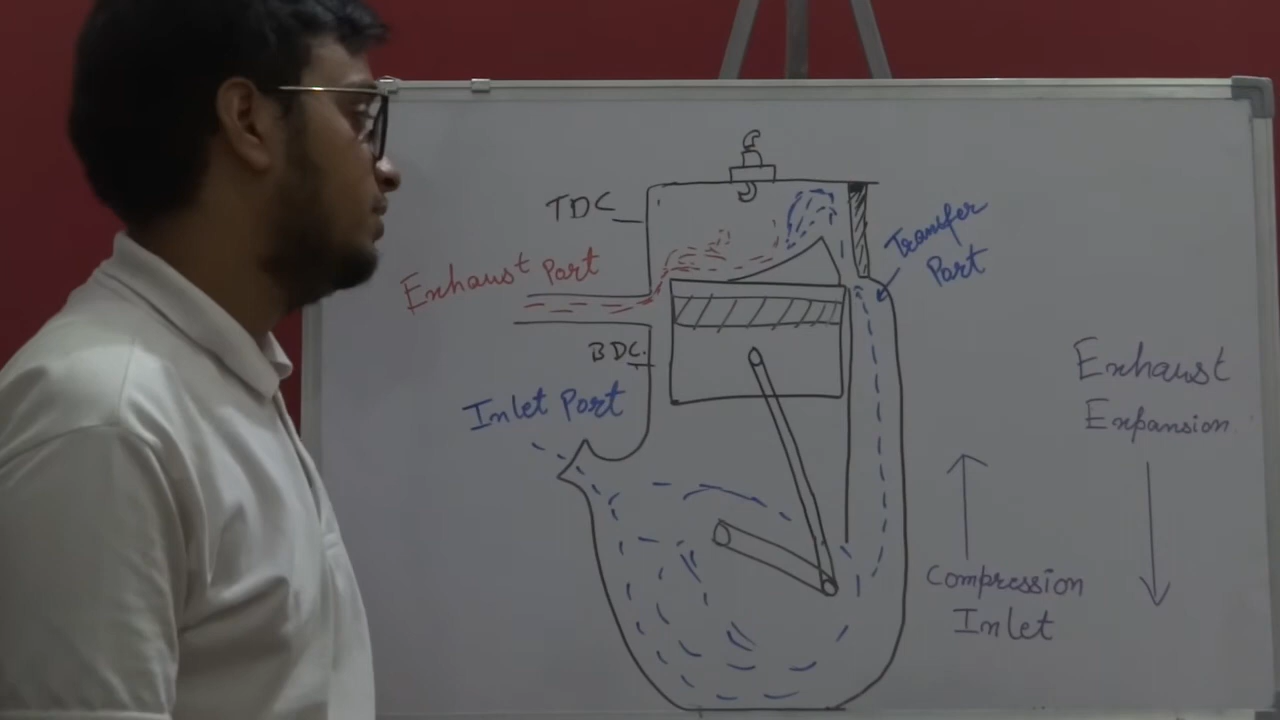 TDC
Exhaust Port
Transfer
Port
BDC.
Inlet Port
Exhaust
Expansion
Compression
Inlet